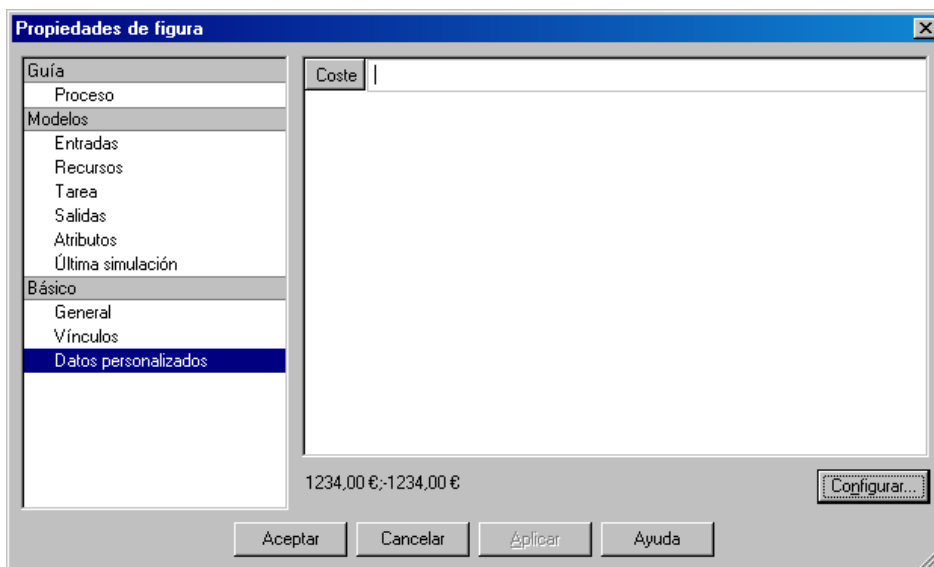 Propiedades de figura
Guía
Proceso
Modelos
Entradas
Recursos
Tarea
Salidas
Atributos
Última simulación
Básico
General
Vínculos
Datos personalizados
Coste
1234,00 €;-1234,00 €
Configurar...
Aceptar Cancelar Aplicar Ayuda